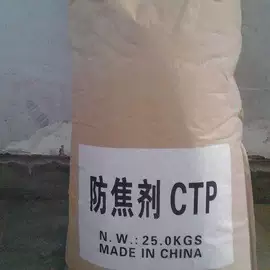 防焦剂 CTP
N. W.: 25.0KGS
MADE IN CHINA